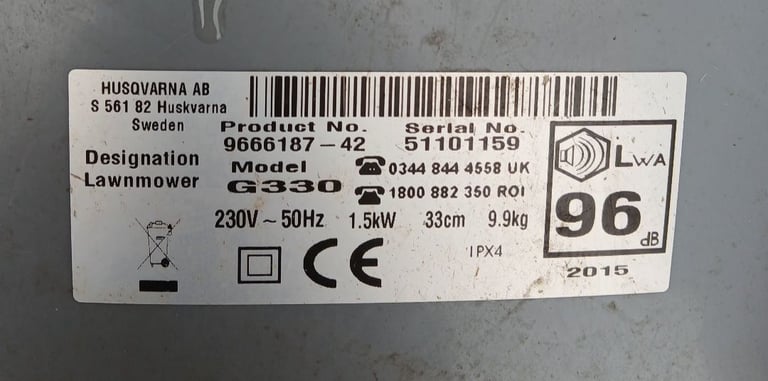 HUSQVARNA AB
S 561 82 Huskvarna
Sweden
Product No. Serial No.
9666187-42 51101159
Designation
Lawnmower
Model
G330
0344 844 4558 UK
1800 882 350 ROI
230V ~ 50Hz 1.5kW 33cm 9.9kg
LWA
96
dB
CE
IPX4
2015